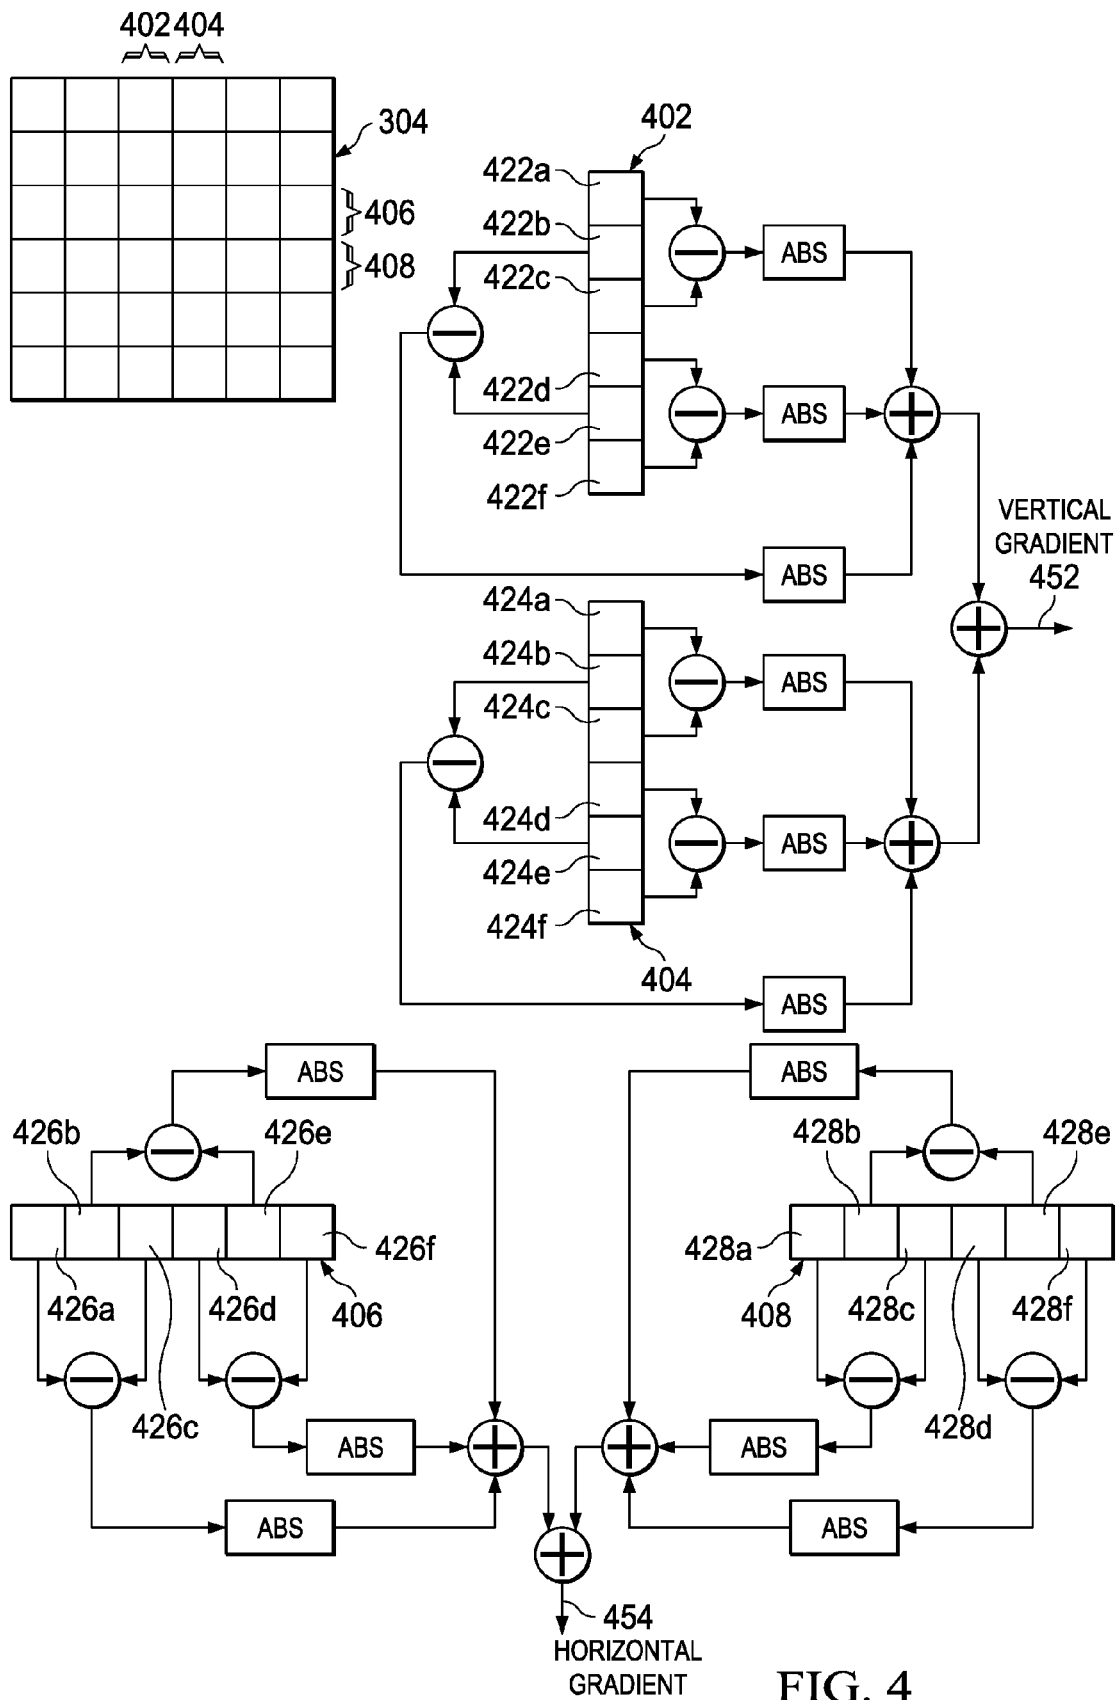 402 404
304
406
408
402
422a
422b
422c
422d
422e
422f
ABS
ABS
ABS
VERTICAL
GRADIENT
452
424a
424b
424c
424d
424e
424f
404
ABS
ABS
ABS
ABS
426b
426e
426a
426c
426d
426f
406
ABS
ABS
ABS
428b
428e
428a
408
428c
428d
428f
ABS
ABS
454
HORIZONTAL
GRADIENT
FIG. 4